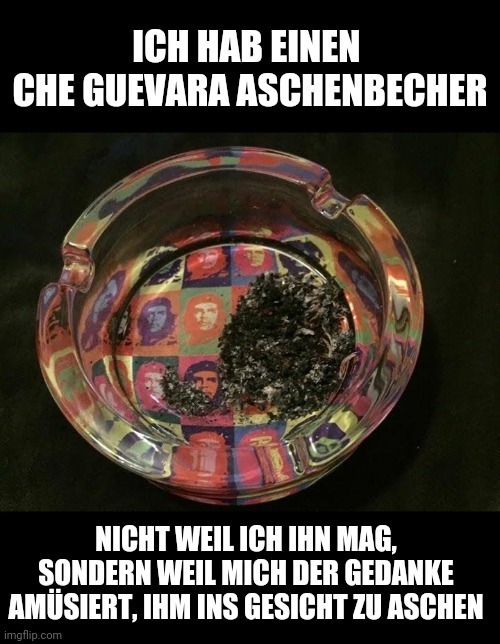 ICH HAB EINEN
CHE GUEVARA ASCHENBECHER
NICHT WEIL ICH IHN MAG,
SONDERN WEIL MICH DER GEDANKE
AMÜSIERT, IHM INS GESICHT ZU ASCHEN
imgflip.com